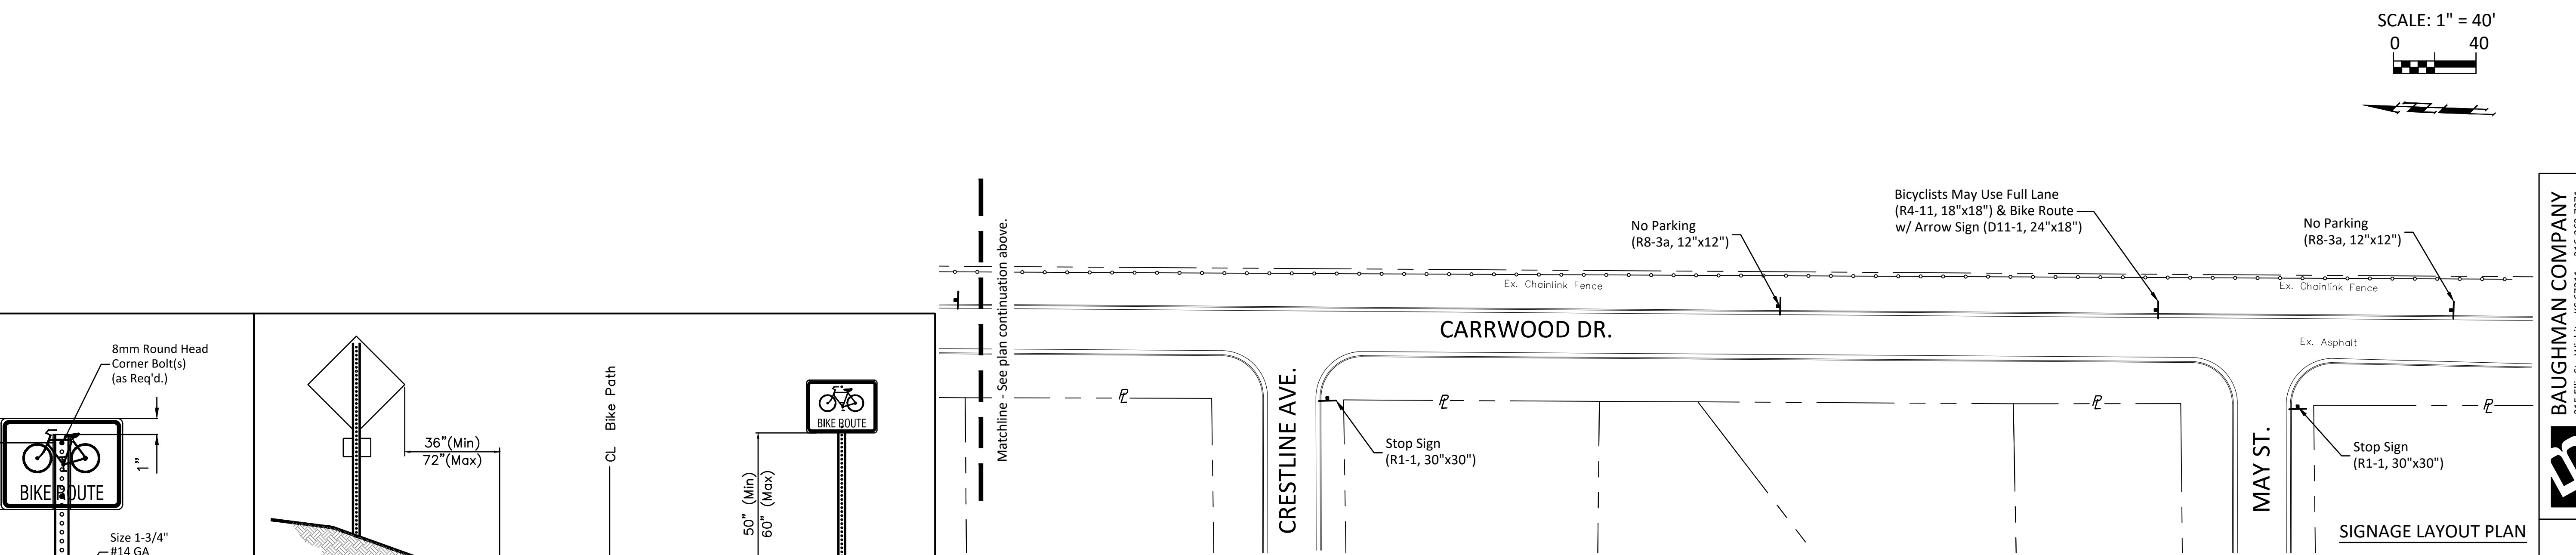 SCALE: 1" = 40'
0 40
Bicyclists May Use Full Lane
(R4-11, 18"x18") & Bike Route
w/ Arrow Sign (D11-1, 24"x18")
No Parking
(R8-3a, 12"x12")
No Parking
(R8-3a, 12"x12")
Ex. Chainlink Fence
Ex. Chainlink Fence
CARRWOOD DR.
Ex. Asphalt
Matchline - See plan continuation above.
CRESTLINE AVE.
MAY ST.
PL
PL
PL
PL
Stop Sign
(R1-1, 30"x30")
Stop Sign
(R1-1, 30"x30")
SIGNAGE LAYOUT PLAN
BAUGHMAN COMPANY
8mm Round Head
Corner Bolt(s)
(as Req'd.)
1"
BIKE ROUTE
Size 1-3/4"
#14 GA
36"(Min)
72"(Max)
CL Bike Path
50" (Min)
60" (Max)
BIKE ROUTE